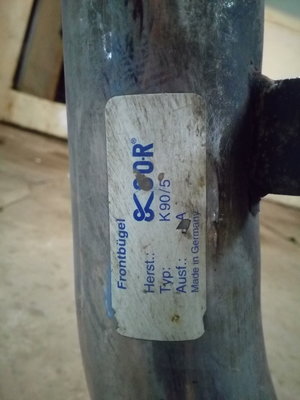 Frontbügel
Herst.:
Typ: K90/5
Ausf.: A
Made in Germany